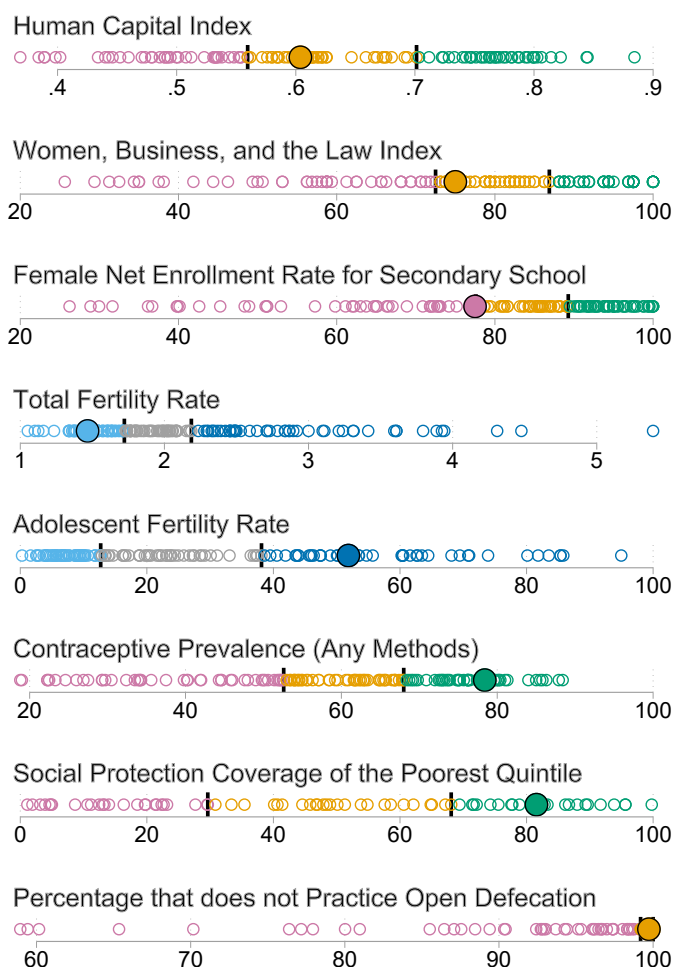 Human Capital Index
.4 .5 .6 .7 .8 .9
Women, Business, and the Law Index
20 40 60 80 100
Female Net Enrollment Rate for Secondary School
20 40 60 80 100
Total Fertility Rate
1 2 3 4 5
Adolescent Fertility Rate
0 20 40 60 80 100
Contraceptive Prevalence (Any Methods)
20 40 60 80 100
Social Protection Coverage of the Poorest Quintile
0 20 40 60 80 100
Percentage that does not Practice Open Defecation
60 70 80 90 100